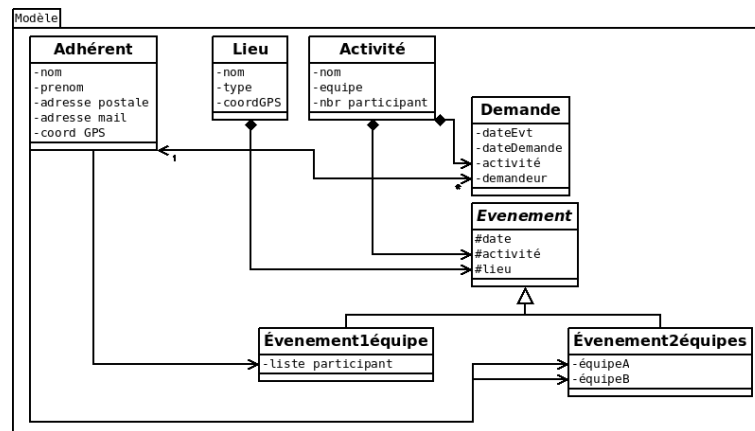 Modèle
Adhérent
-nom
-prenom
-adresse postale
-adresse mail
-coord GPS
Lieu
-nom
-type
-coordGPS
Activité
-nom
-equipe
-nbr participant
Demande
-dateEvt
-dateDemande
-activité
-demandeur
1
*
Evenement
#date
#activité
#lieu
Évenement1équipe
-liste participant
Évenement2équipes
-équipeA
-équipeB